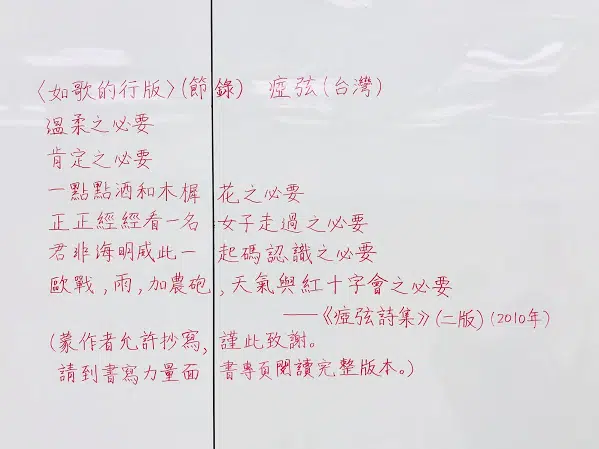 〈如歌的行版〉(節錄) 瘂弦(台灣)
溫柔之必要
肯定之必要
一點點酒和木樨花之必要
正正經經看一名女子走過之必要
君非海明威此一起碼認識之必要
歐戰,雨,加農砲,天氣與紅十字會之必要
——《瘂弦詩集》(二版)(2010年)
(蒙作者允許抄寫,謹此致謝。
請到書寫力量面書專頁閱讀完整版本。)